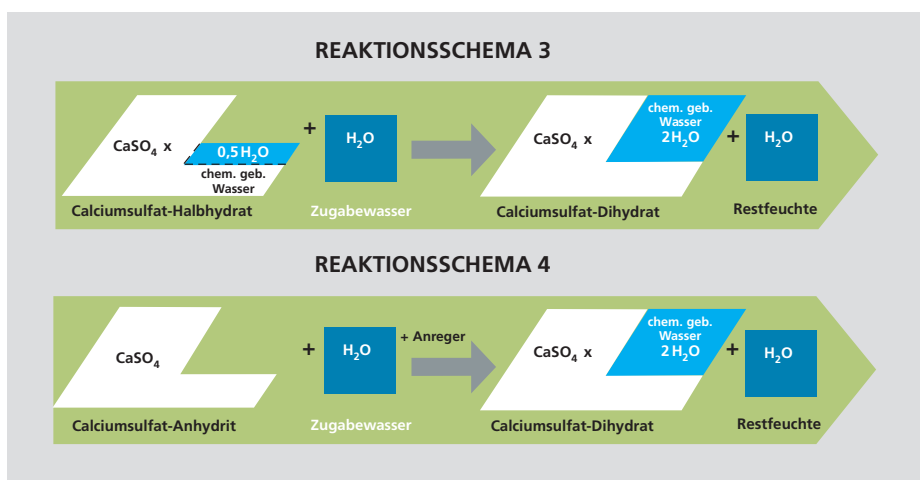 REAKTIONSSCHEMA 3
CaSO₄ x
0,5 H₂O
chem. geb.
Wasser
+
H₂O
CaSO₄ x
chem. geb.
Wasser
2 H₂O
+
H₂O
Calciumsulfat-Halbhydrat
Zugabewasser
Calciumsulfat-Dihydrat
Restfeuchte
REAKTIONSSCHEMA 4
CaSO₄
+
H₂O
+ Anreger
CaSO₄ x
chem. geb.
Wasser
2 H₂O
+
H₂O
Calciumsulfat-Anhydrit
Zugabewasser
Calciumsulfat-Dihydrat
Restfeuchte